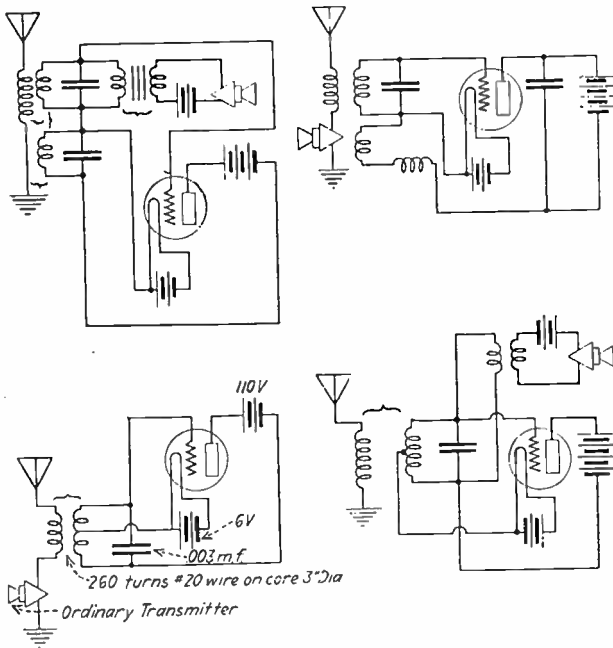 110V
6V
.003 m.f.
260 turns #20 wire on core 3"Dia
Ordinary Transmitter